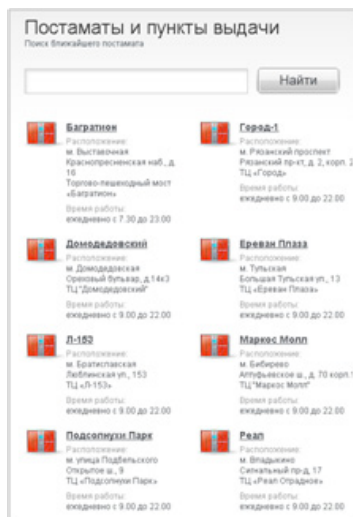 Постаматы и пункты выдачи
Поиск ближайшего постамата
Найти
Багратион
Расположение:
м. Выставочная
Краснопресненская наб., д.
16
Торгово-пешеходный мост
«Багратион»
Время работы:
ежедневно с 7.30 до 23.00
Город-1
Расположение:
м. Рязанский проспект
Рязанский пр-кт, д. 2, корп. 2
ТЦ «Город»
Время работы:
ежедневно с 9.00 до 22.00
Домодедовский
Расположение:
м. Домодедовская
Ореховый бульвар, д.14к3
ТЦ "Домодедовский"
Время работы:
ежедневно с 9.00 до 22.00
Ереван Плаза
Расположение:
м. Тульская
Большая Тульская ул., 13
ТЦ «Ереван Плаза»
Время работы:
ежедневно с 9.00 до 22.00
Л-153
Расположение:
м. Братиславская
Люблинская ул., 153
ТЦ «Л-153»
Время работы:
ежедневно с 9.00 до 22.00
Маркос Молл
Расположение:
м. Бибирево
Алтуфьевское ш., д. 70 корп.1
ТЦ "Маркос Молл"
Время работы:
ежедневно с 9.00 до 22.00
Подсолнухи Парк
Расположение:
м. улица Подбельского
Открытое ш., 9
ТЦ «Подсолнухи Парк»
Время работы:
ежедневно с 9.00 до 22.00
Реал
Расположение:
м. Владыкино
Сигнальный пр-д, 17
ТЦ «Реал Отрадное»
Время работы:
ежедневно с 9.00 до 22.00